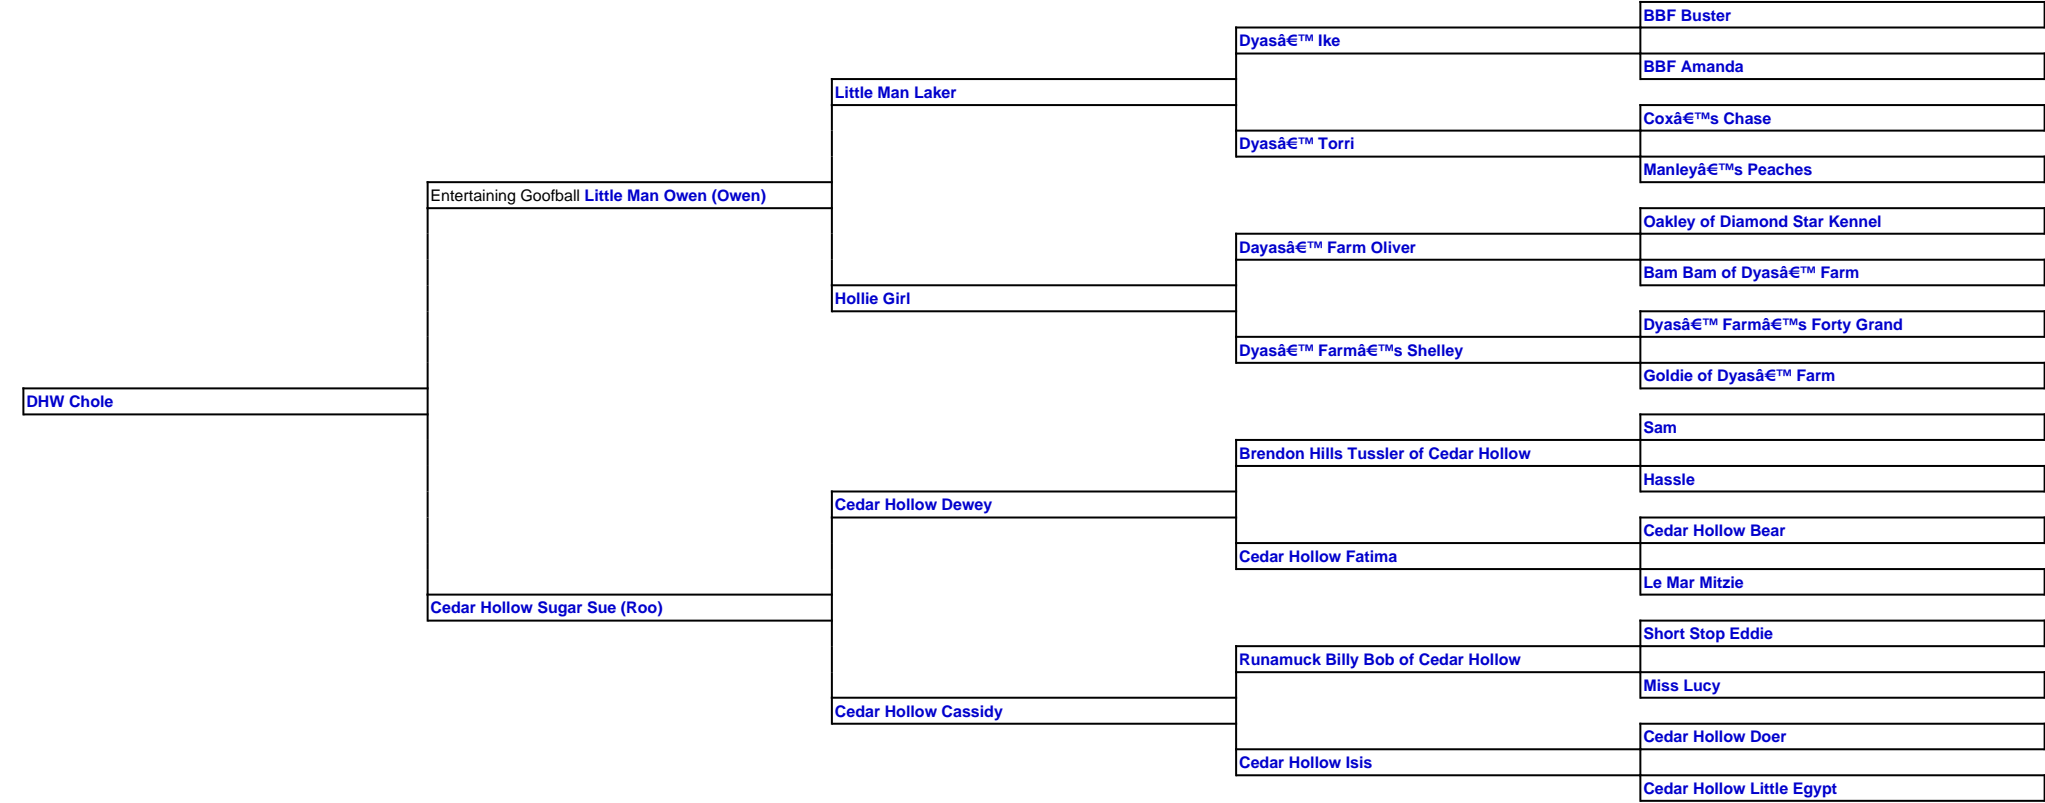 BBF Buster
Dyasâ€™ Ike
BBF Amanda
Little Man Laker
Coxâ€™s Chase
Dyasâ€™ Torri
Manleyâ€™s Peaches
Entertaining Goofball Little Man Owen (Owen)
Oakley of Diamond Star Kennel
Dayasâ€™ Farm Oliver
Bam Bam of Dyasâ€™ Farm
Hollie Girl
Dyasâ€™ Farmâ€™s Forty Grand
Dyasâ€™ Farmâ€™s Shelley
Goldie of Dyasâ€™ Farm
DHW Chole
Sam
Brendon Hills Tussler of Cedar Hollow
Hassle
Cedar Hollow Dewey
Cedar Hollow Bear
Cedar Hollow Fatima
Le Mar Mitzie
Cedar Hollow Sugar Sue (Roo)
Short Stop Eddie
Runamuck Billy Bob of Cedar Hollow
Miss Lucy
Cedar Hollow Cassidy
Cedar Hollow Doer
Cedar Hollow Isis
Cedar Hollow Little Egypt